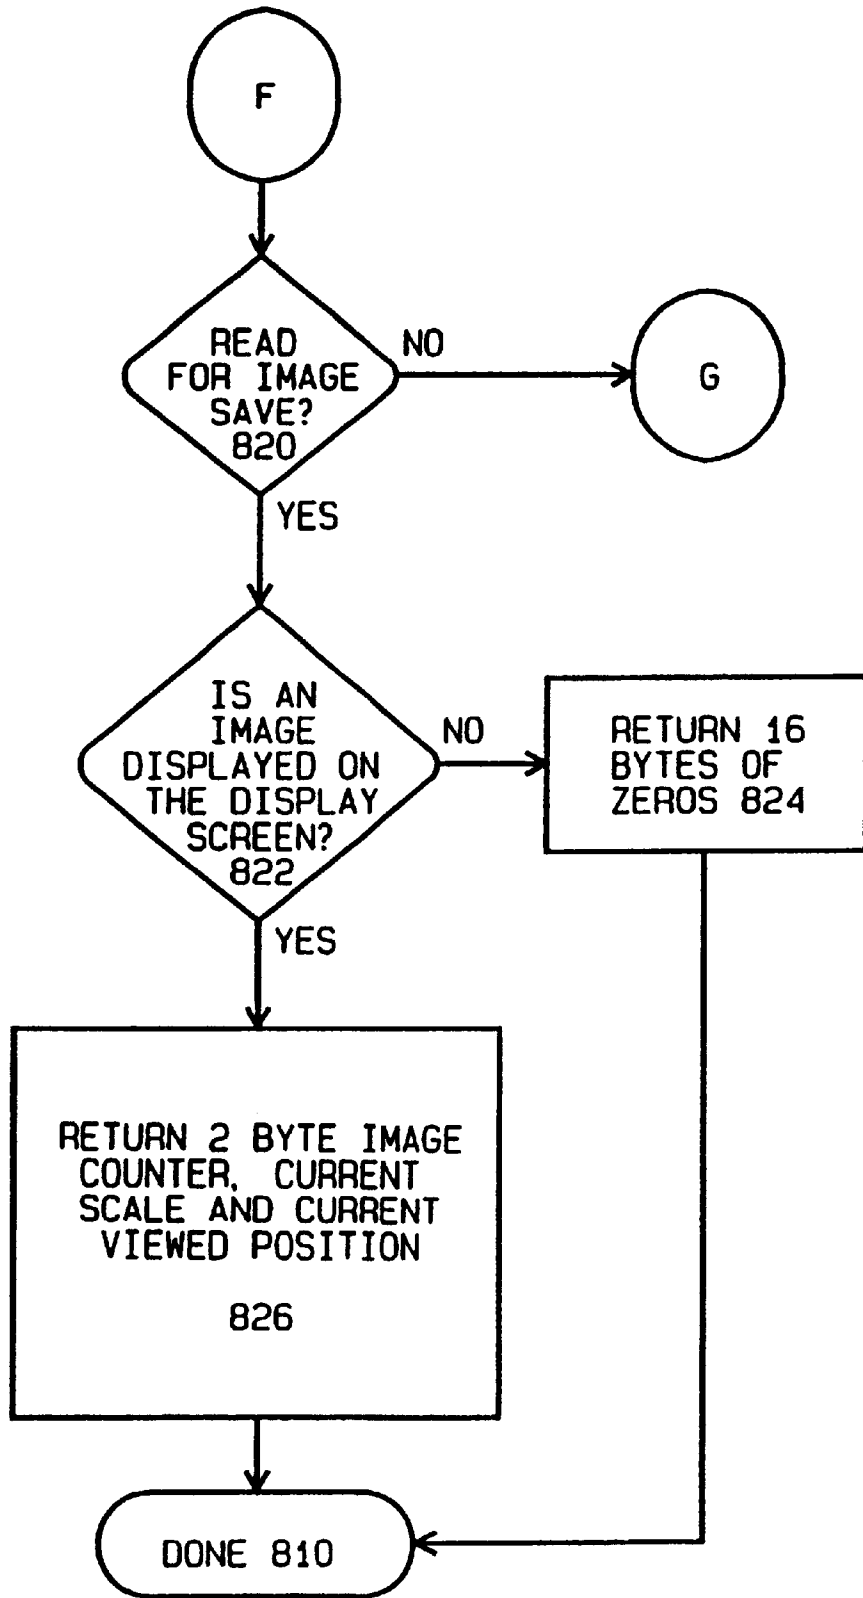 F
READ
FOR IMAGE
SAVE?
820
NO
G
YES
IS AN
IMAGE
DISPLAYED ON
THE DISPLAY
SCREEN?
822
NO
RETURN 16
BYTES OF
ZEROS 824
YES
RETURN 2 BYTE IMAGE
COUNTER, CURRENT
SCALE AND CURRENT
VIEWED POSITION
826
DONE 810